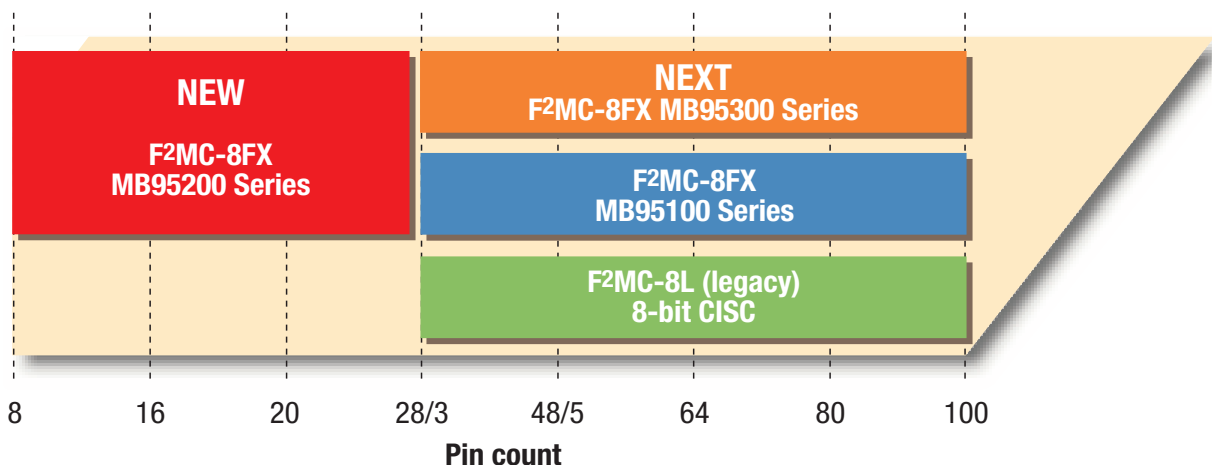 NEW
F²MC-8FX
MB95200 Series
NEXT
F²MC-8FX MB95300 Series
F²MC-8FX
MB95100 Series
F²MC-8L (legacy)
8-bit CISC
8 16 20 28/3 48/5 64 80 100
Pin count